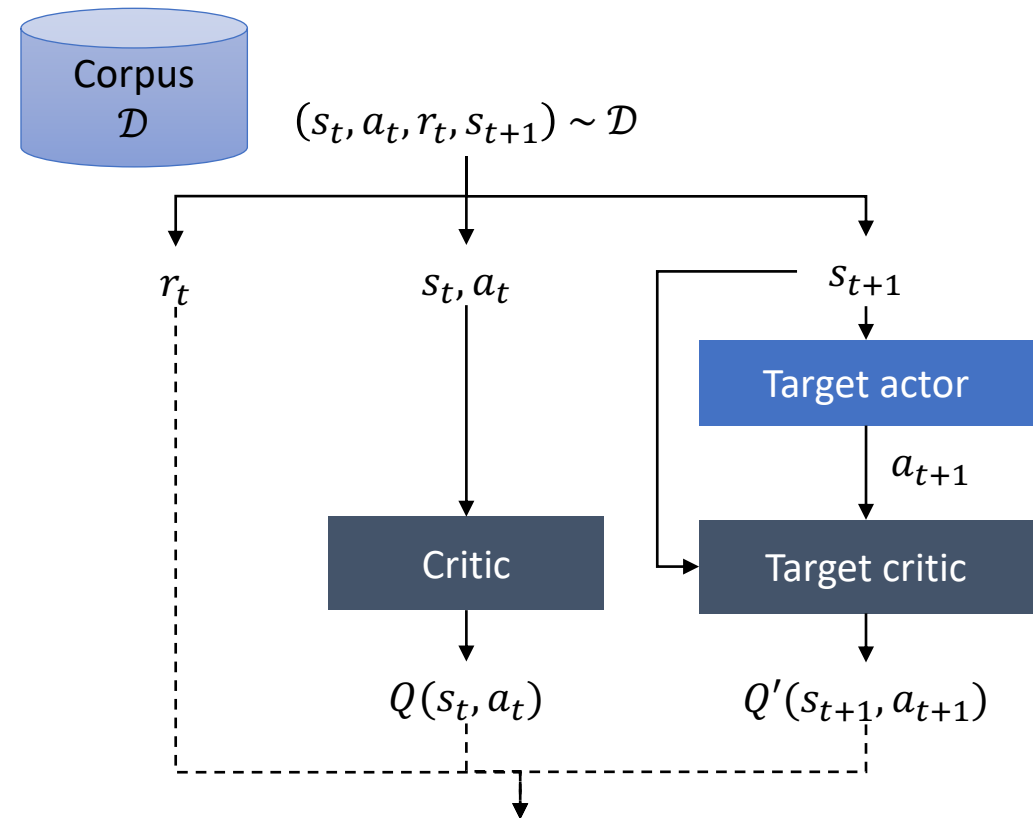 Corpus
𝒟
(s_t, a_t, r_t, s_{t+1}) ~ 𝒟
r_t
s_t, a_t
s_{t+1}
Target actor
a_{t+1}
Critic
Target critic
Q(s_t, a_t)
Q′(s_{t+1}, a_{t+1})